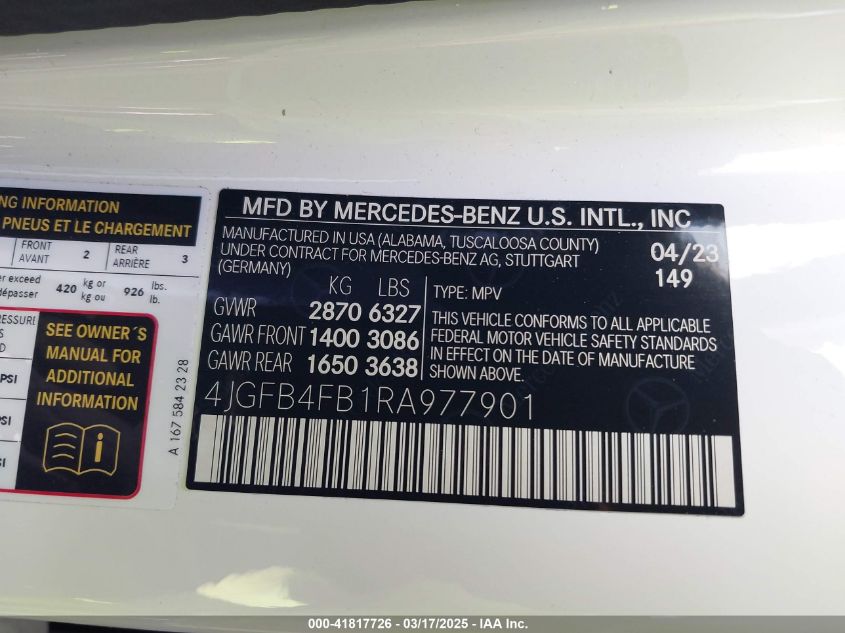 NG INFORMATION
PNEUS ET LE CHARGEMENT
FRONT
AVANT
2
REAR
ARRIÈRE
3
er exceed
dépasser
420
kg or
kg ou
926
lbs.
lb.
SEE OWNER´S
MANUAL FOR
ADDITIONAL
INFORMATION
PSI
A 167 584 23 28
MFD BY MERCEDES-BENZ U.S. INTL., INC
MANUFACTURED IN USA (ALABAMA, TUSCALOOSA COUNTY)
UNDER CONTRACT FOR MERCEDES-BENZ AG, STUTTGART
(GERMANY)
04/23
149
KG LBS
GVWR 2870 6327
GAWR FRONT 1400 3086
GAWR REAR 1650 3638
TYPE: MPV
THIS VEHICLE CONFORMS TO ALL APPLICABLE
FEDERAL MOTOR VEHICLE SAFETY STANDARDS
IN EFFECT ON THE DATE OF MANUFACTURE
SHOWN ABOVE.
4JGFB4FB1RA977901
000-41817726 - 03/17/2025 - IAA Inc.